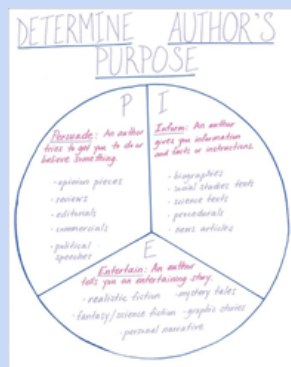 DETERMINE AUTHOR'S
PURPOSE
P
Persuade: An author
tries to get you to do or
believe something.
· opinion pieces
· reviews
· editorials
· commercials
· political
speeches
I
Inform: An author
gives you information
and facts or instructions.
· biographies
· social studies texts
· science texts
· procedurals
· news articles
E
Entertain: An author
tells you an entertaining story.
· realistic fiction · mystery tales
· fantasy/science fiction · graphic stories
· personal narrative